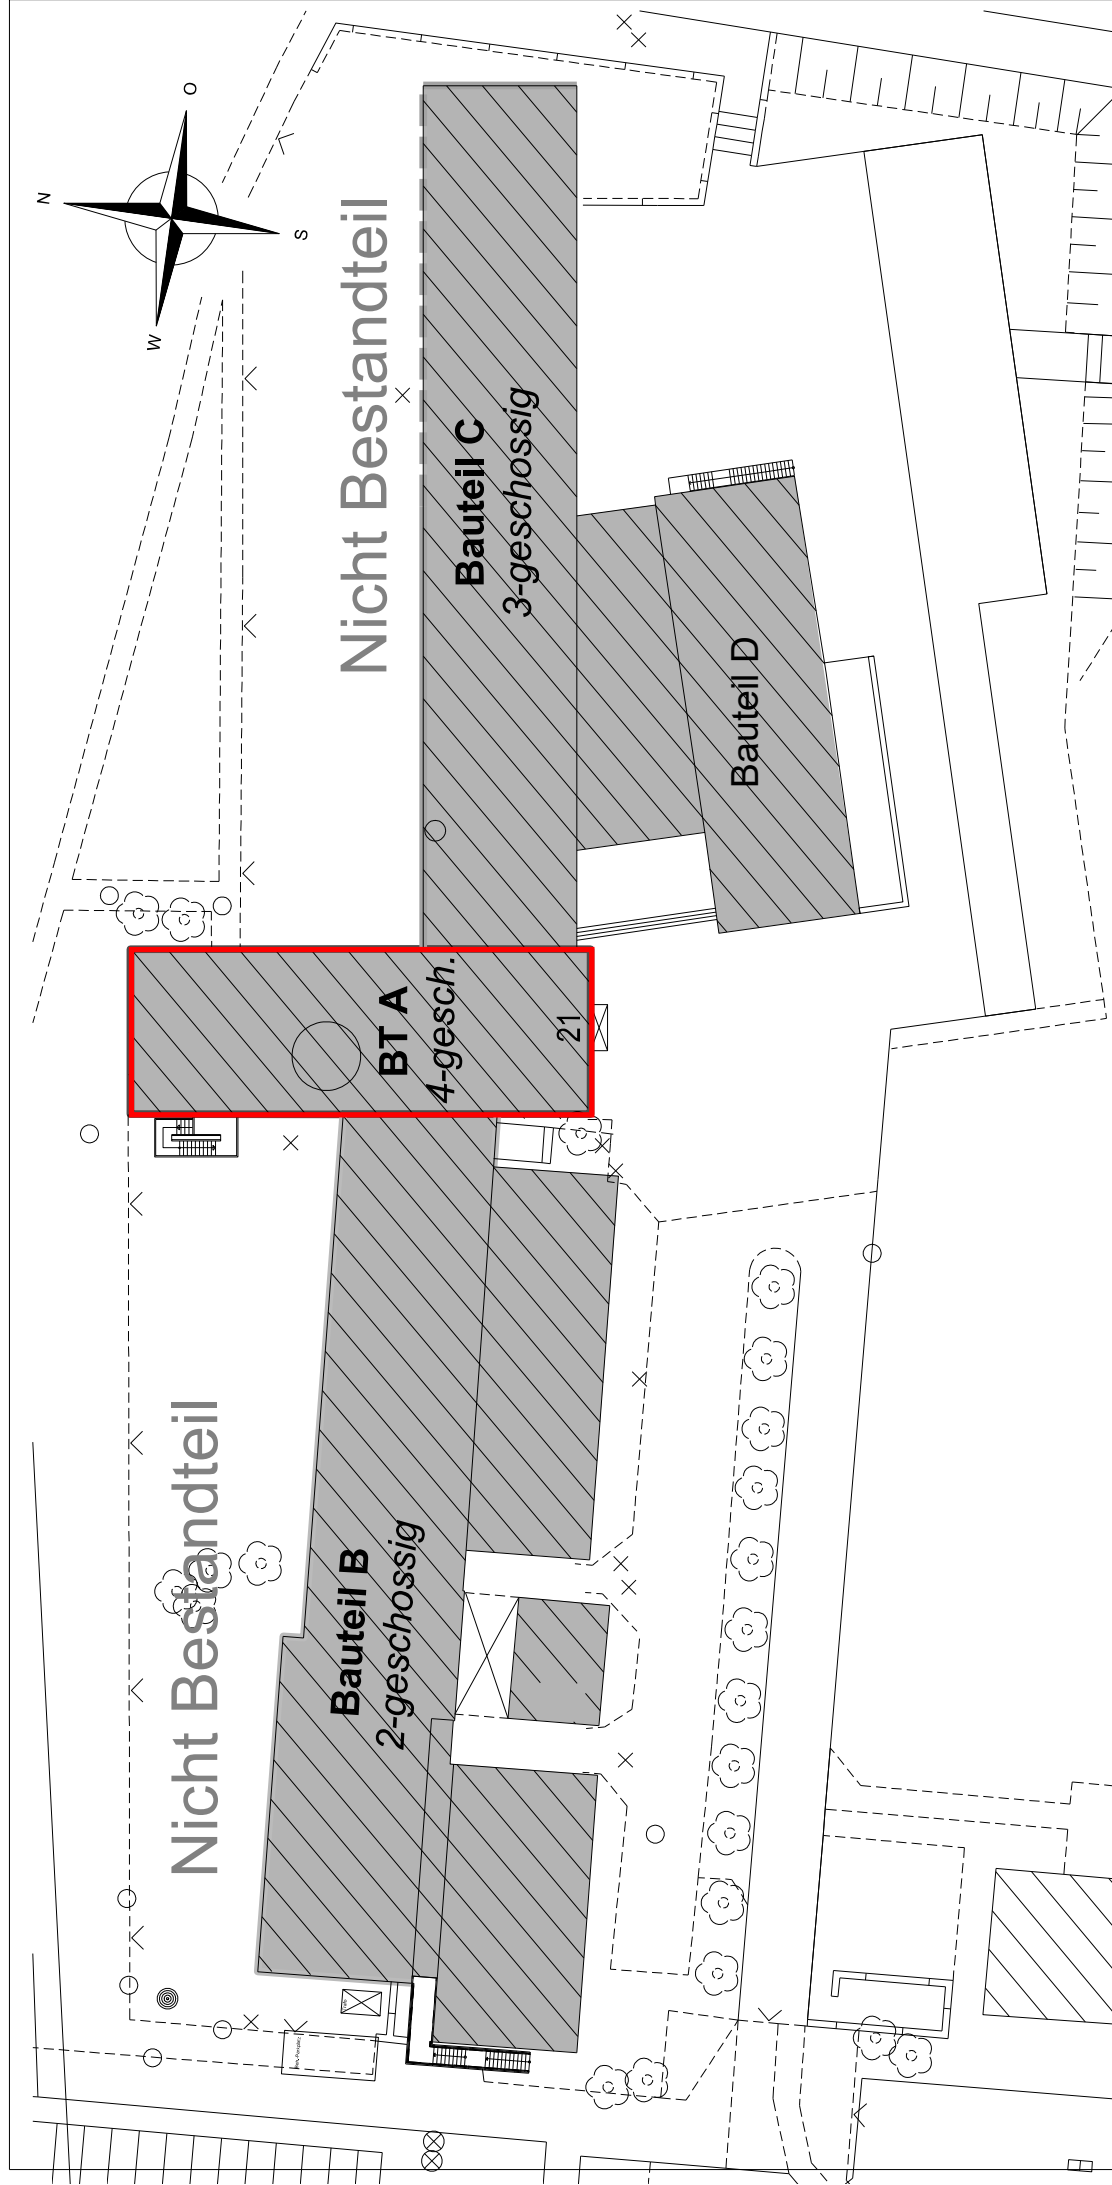 N
O
S
W
Nicht Bestandteil
Bauteil C
3-geschossig
Bauteil D
BT A
4-gesch.
21
Nicht Bestandteil
Bauteil B
2-geschossig